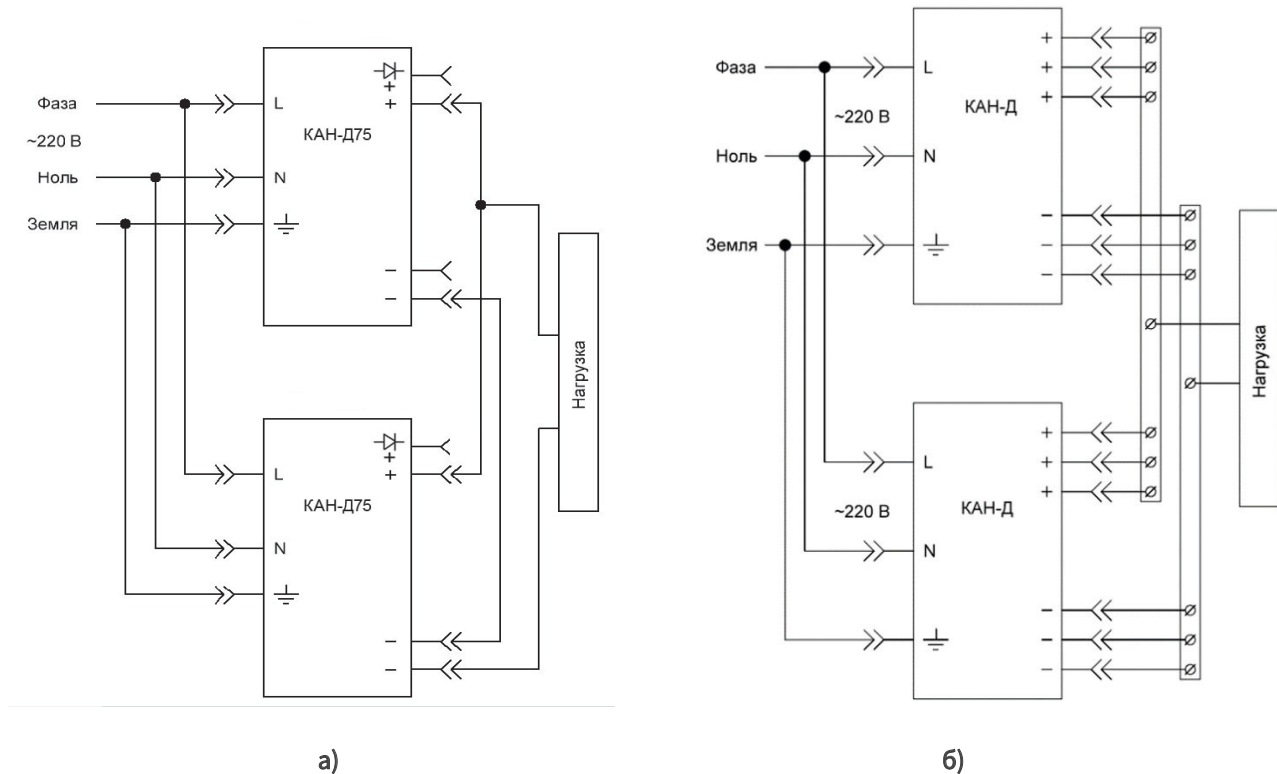 Фаза
~220 В
Ноль
Земля
L
N
КАН-Д75
+
+
−
−
L
N
КАН-Д75
+
+
−
−
Нагрузка
а)
Фаза
~220 В
Ноль
Земля
L
N
КАН-Д
+
+
+
−
−
−
~220 В
L
N
КАН-Д
+
+
+
−
−
−
Нагрузка
б)